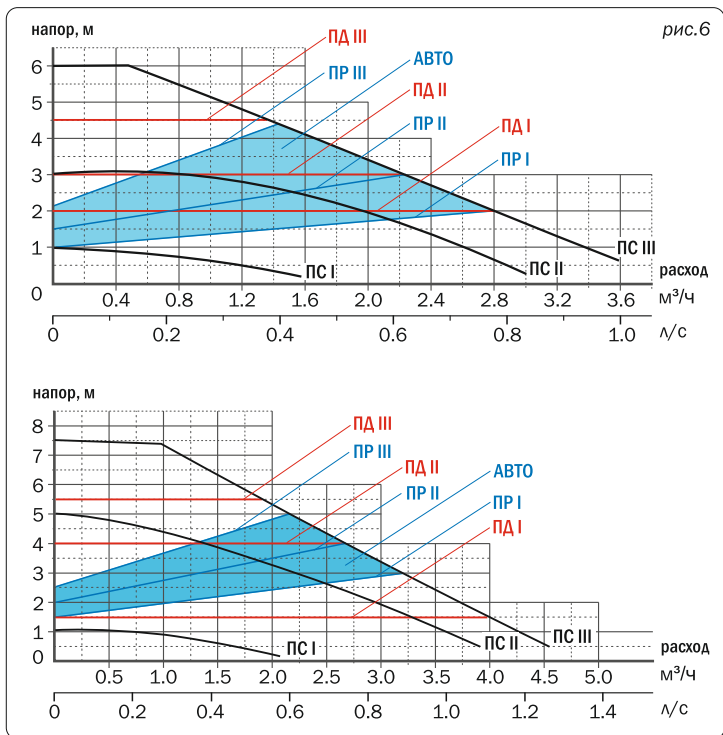 рис.6
напор, м
ПД III
ПР III
АВТО
ПД II
ПР II
ПД I
ПР I
6
5
4
3
2
1
0
ПС I
ПС II
ПС III
расход
0.4 0.8 1.2 1.6 2.0 2.4 2.8 3.2 3.6 м³/ч
0 0.2 0.4 0.6 0.8 1.0 л/с
напор, м
ПД III
ПР III
ПД II
АВТО
ПР II
ПР I
ПД I
8
7
6
5
4
3
2
1
0
ПС I
ПС II
ПС III
расход
0.5 1.0 1.5 2.0 2.5 3.0 3.5 4.0 4.5 5.0 м³/ч
0 0.2 0.4 0.6 0.8 1.0 1.2 1.4 л/с